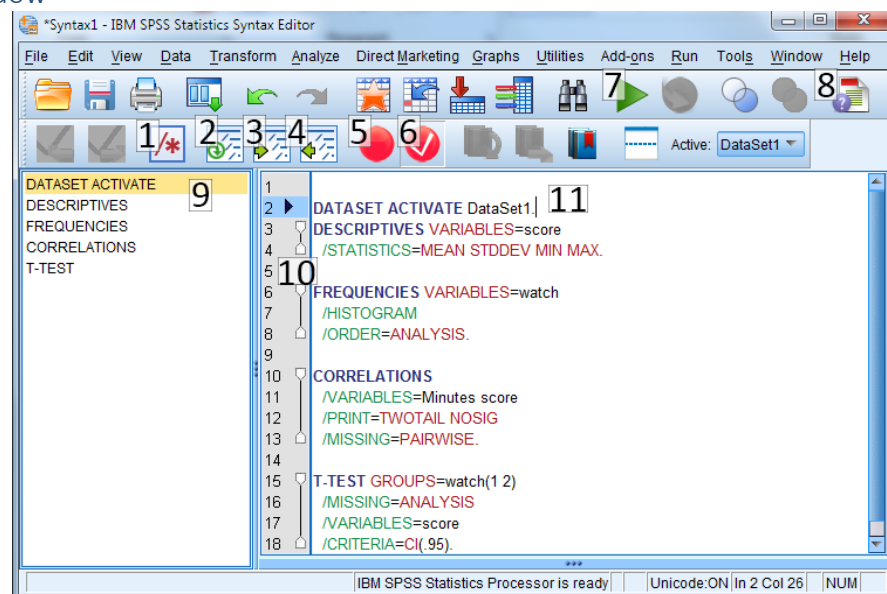 dow
*Syntax1 - IBM SPSS Statistics Syntax Editor
File Edit View Data Transform Analyze Direct Marketing Graphs Utilities Add-ons Run Tools Window Help
7 8
1 /* 2 3 4 5 6 Active: DataSet1
DATASET ACTIVATE
DESCRIPTIVES
FREQUENCIES
CORRELATIONS
T-TEST
9
1
2 DATASET ACTIVATE DataSet1. 11
3 DESCRIPTIVES VARIABLES=score
4 /STATISTICS=MEAN STDDEV MIN MAX.
5 10
6 FREQUENCIES VARIABLES=watch
7 /HISTOGRAM
8 /ORDER=ANALYSIS.
9
10 CORRELATIONS
11 /VARIABLES=Minutes score
12 /PRINT=TWOTAIL NOSIG
13 /MISSING=PAIRWISE.
14
15 T-TEST GROUPS=watch(1 2)
16 /MISSING=ANALYSIS
17 /VARIABLES=score
18 /CRITERIA=CI(.95).
IBM SPSS Statistics Processor is ready Unicode:ON In 2 Col 26 NUM